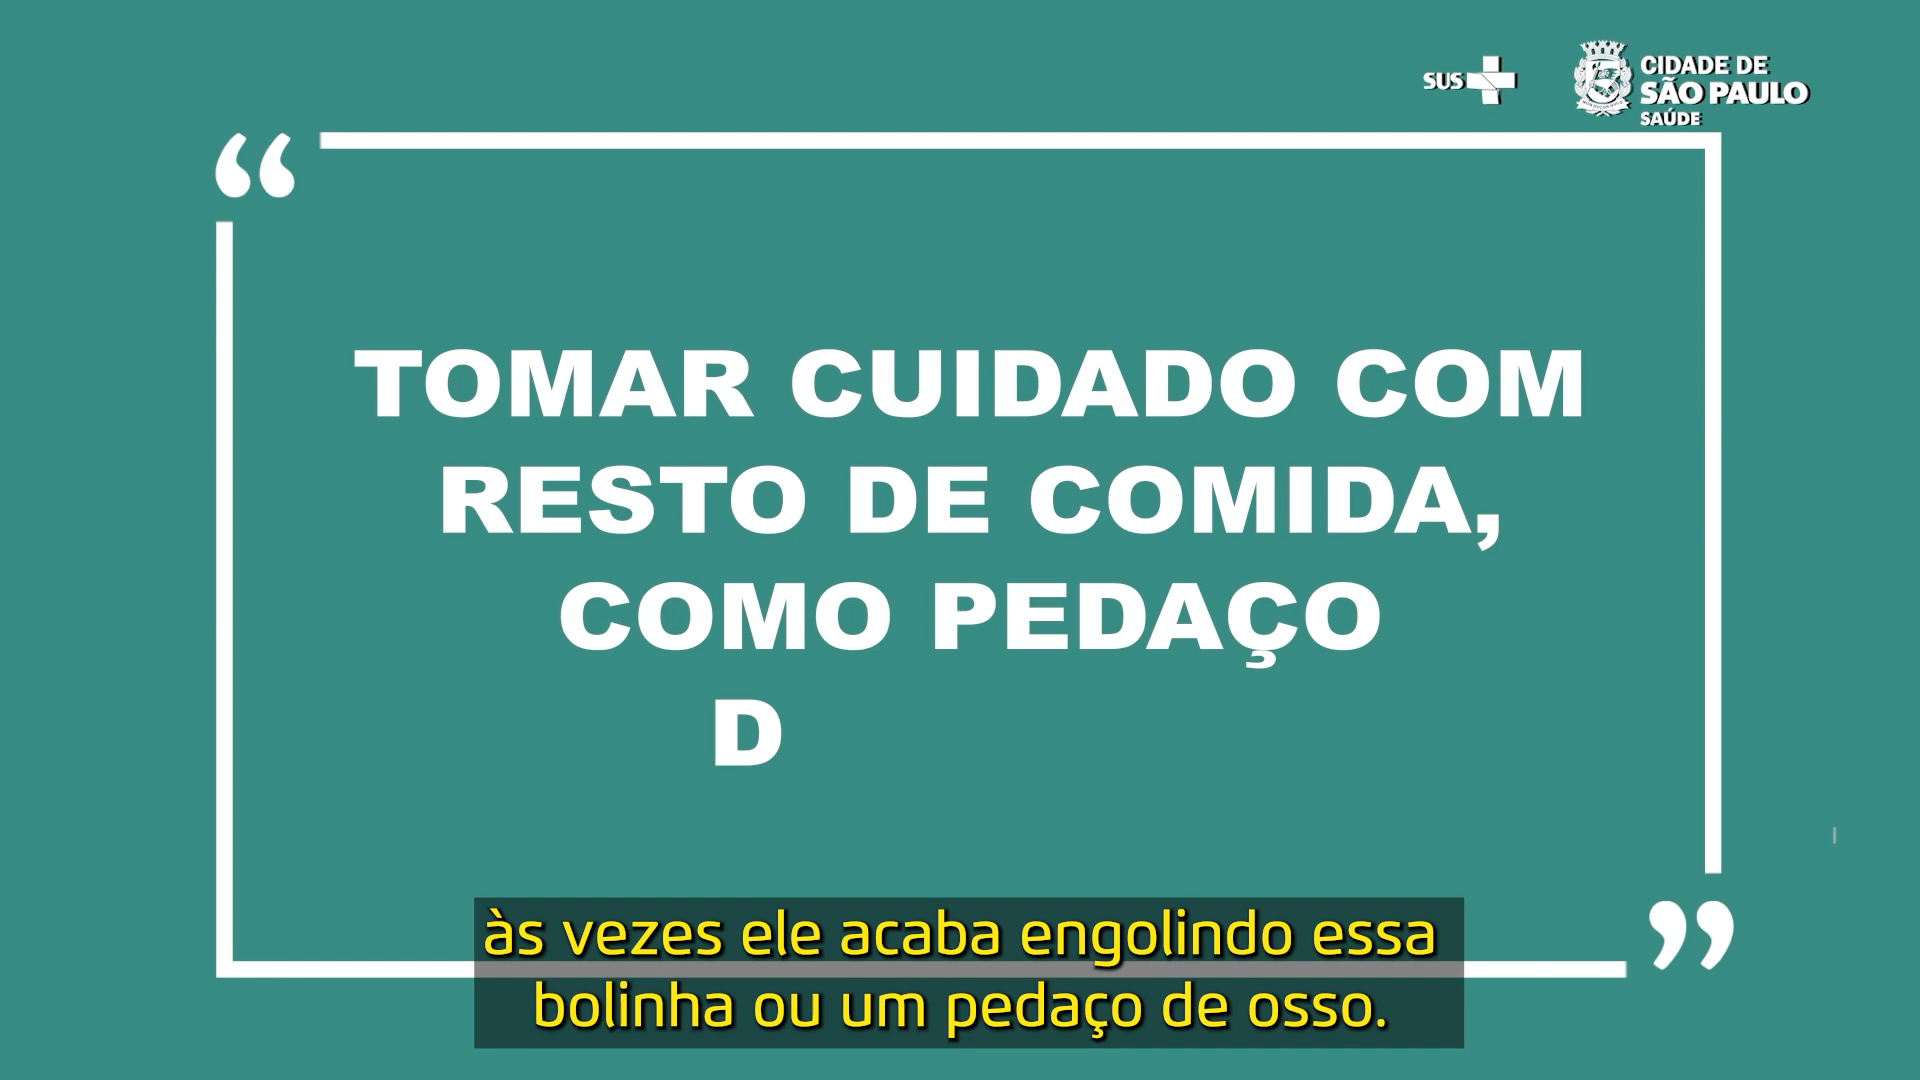 SUS
CIDADE DE
SÃO PAULO
SAÚDE
“
TOMAR CUIDADO COM
RESTO DE COMIDA,
COMO PEDAÇO
D
”
às vezes ele acaba engolindo essa
bolinha ou um pedaço de osso.